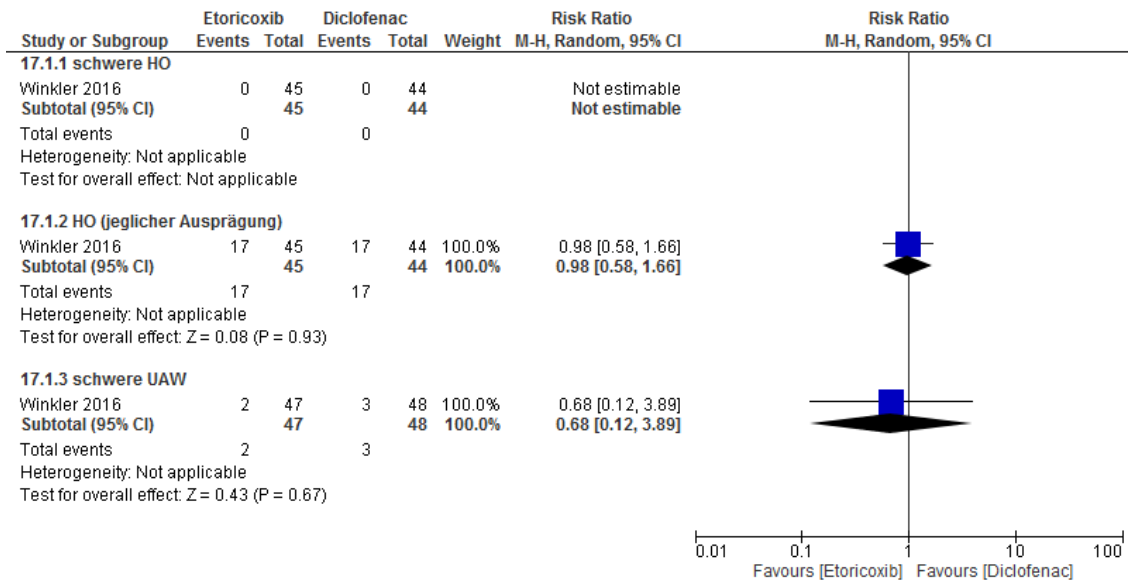 Etoricoxib Diclofenac Risk Ratio Risk Ratio
Study or Subgroup Events Total Events Total Weight M-H, Random, 95% CI M-H, Random, 95% CI
17.1.1 schwere HO
Winkler 2016 0 45 0 44 Not estimable
Subtotal (95% CI) 45 44 Not estimable
Total events 0 0
Heterogeneity: Not applicable
Test for overall effect: Not applicable
17.1.2 HO (jeglicher Ausprägung)
Winkler 2016 17 45 17 44 100.0% 0.98 [0.58, 1.66]
Subtotal (95% CI) 45 44 100.0% 0.98 [0.58, 1.66]
Total events 17 17
Heterogeneity: Not applicable
Test for overall effect: Z = 0.08 (P = 0.93)
17.1.3 schwere UAW
Winkler 2016 2 47 3 48 100.0% 0.68 [0.12, 3.89]
Subtotal (95% CI) 47 48 100.0% 0.68 [0.12, 3.89]
Total events 2 3
Heterogeneity: Not applicable
Test for overall effect: Z = 0.43 (P = 0.67)
0.01 0.1 1 10 100
Favours [Etoricoxib] Favours [Diclofenac]